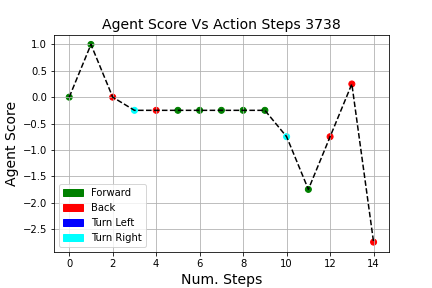 Agent Score Vs Action Steps 3738
Agent Score
1.0
0.5
0.0
−0.5
−1.0
−1.5
−2.0
−2.5
Forward
Back
Turn Left
Turn Right
0 2 4 6 8 10 12 14
Num. Steps